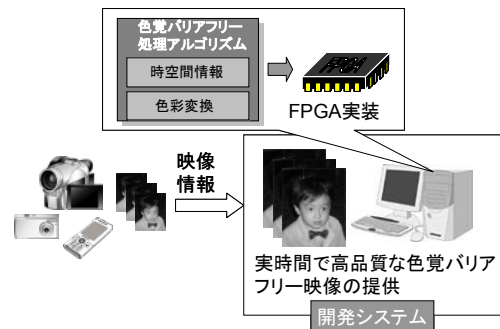 色覚バリアフリー
処理アルゴリズム
時空間情報
色彩変換
FPGA
FPGA実装
映像
情報
実時間で高品質な色覚バリア
フリー映像の提供
開発システム